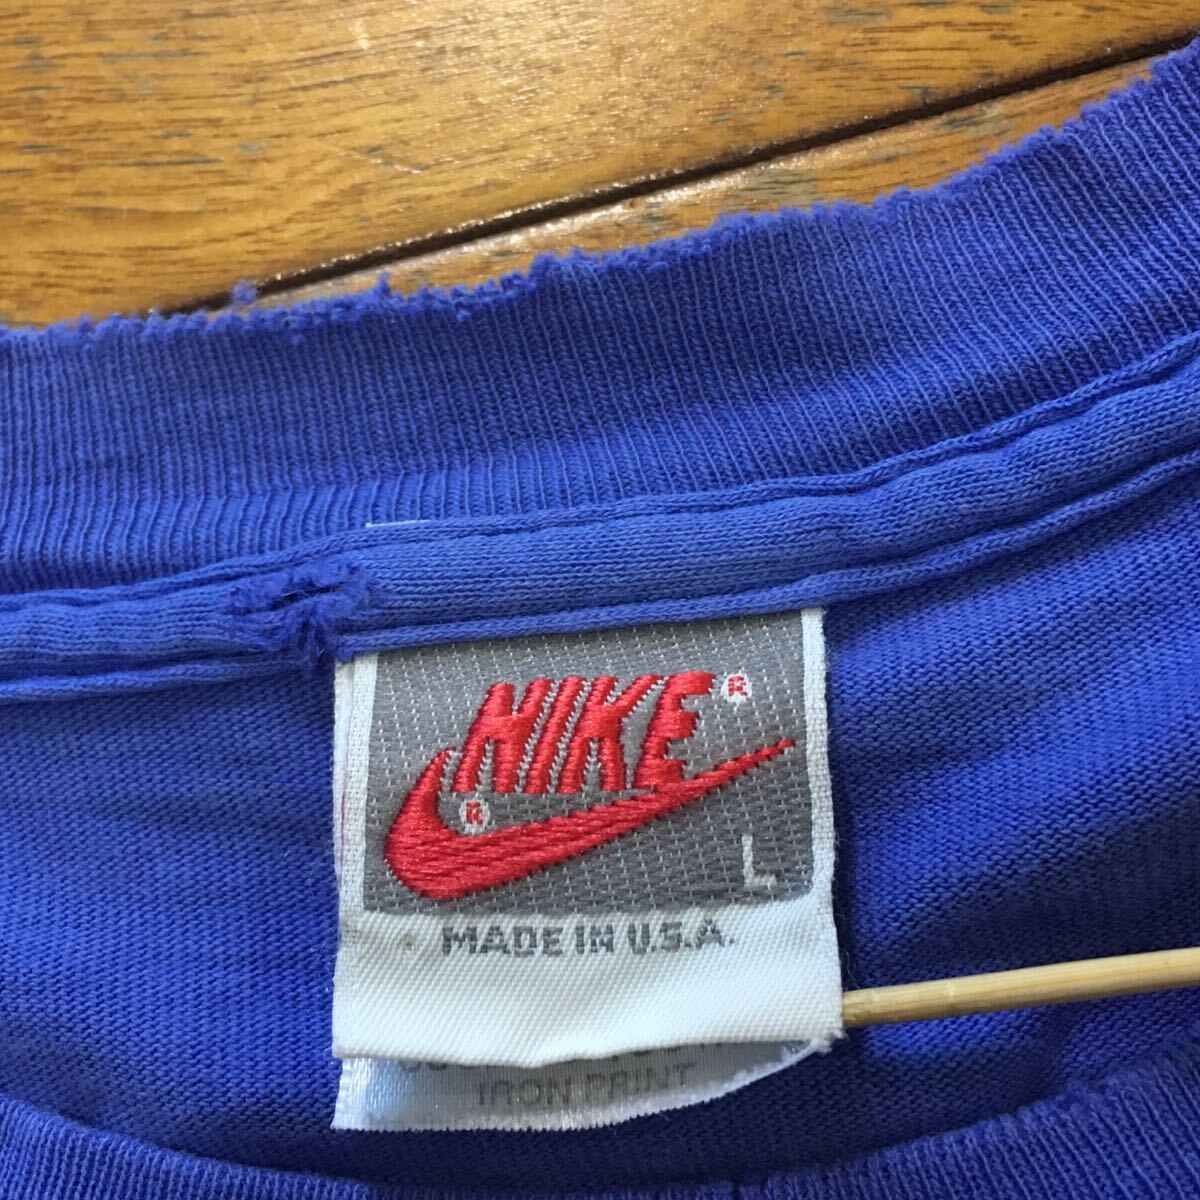 NIKE®
®
L
MADE IN U.S.A.
IRON PRINT